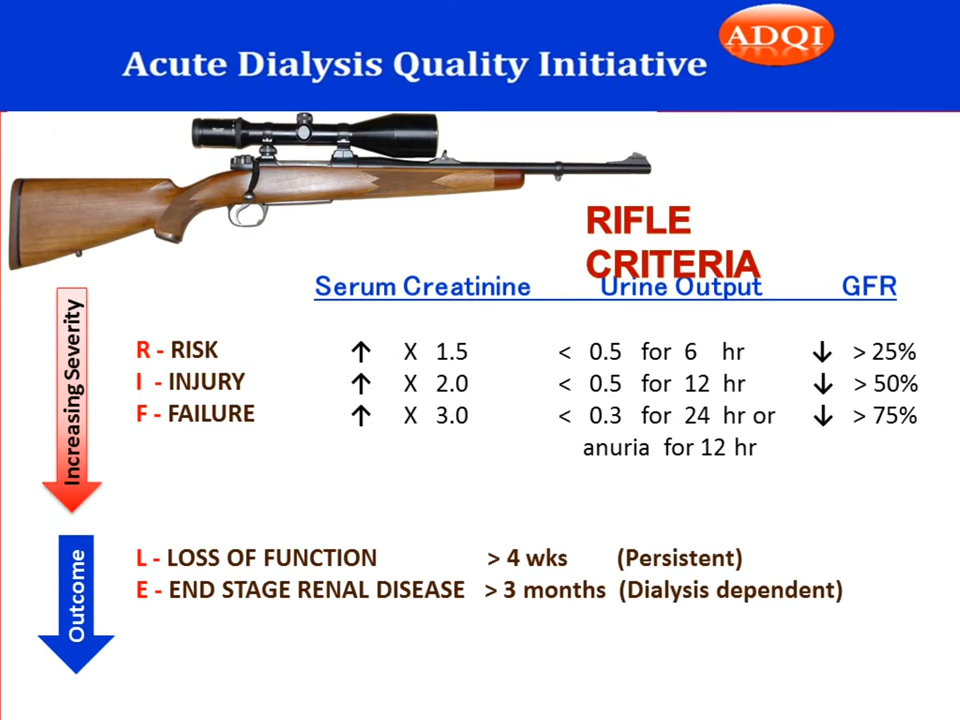 ADQI
Acute Dialysis Quality Initiative
RIFLE
CRITERIA
Serum Creatinine Urine Output GFR
Increasing Severity
R - RISK ↑ X 1.5 < 0.5 for 6 hr ↓ > 25%
I - INJURY ↑ X 2.0 < 0.5 for 12 hr ↓ > 50%
F - FAILURE ↑ X 3.0 < 0.3 for 24 hr or ↓ > 75%
anuria for 12 hr
Outcome
L - LOSS OF FUNCTION > 4 wks (Persistent)
E - END STAGE RENAL DISEASE > 3 months (Dialysis dependent)